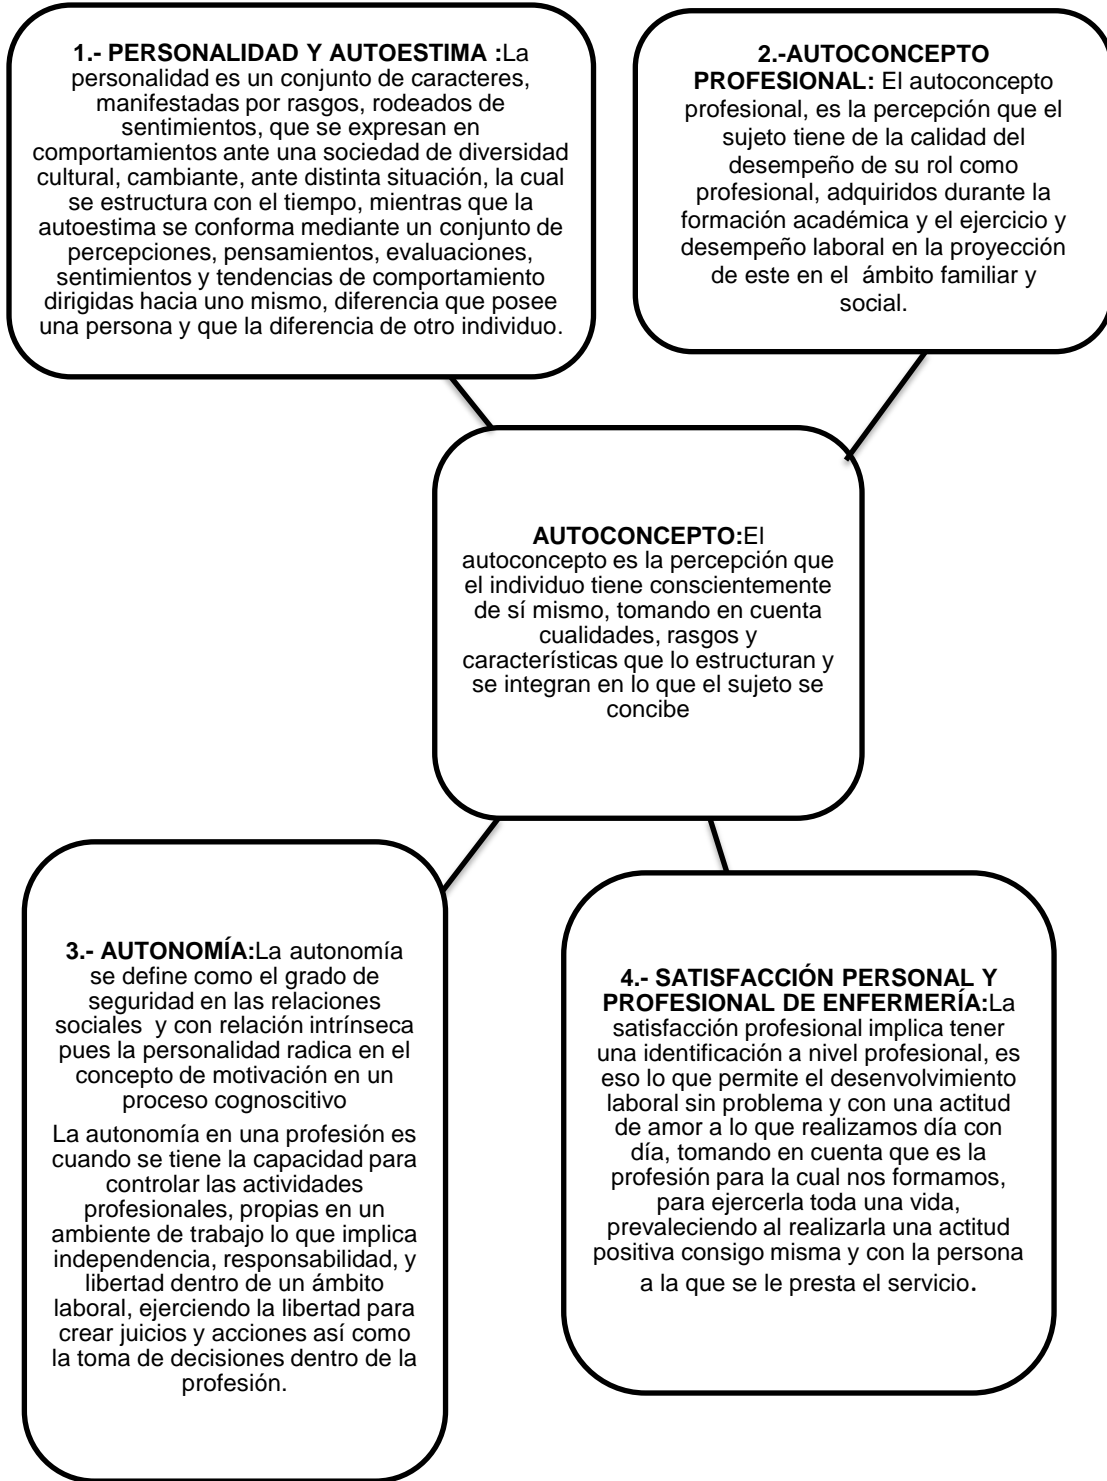 1.- PERSONALIDAD Y AUTOESTIMA :La
personalidad es un conjunto de caracteres,
manifestadas por rasgos, rodeados de
sentimientos, que se expresan en
comportamientos ante una sociedad de diversidad
cultural, cambiante, ante distinta situación, la cual
se estructura con el tiempo, mientras que la
autoestima se conforma mediante un conjunto de
percepciones, pensamientos, evaluaciones,
sentimientos y tendencias de comportamiento
dirigidas hacia uno mismo, diferencia que posee
una persona y que la diferencia de otro individuo.
2.-AUTOCONCEPTO
PROFESIONAL: El autoconcepto
profesional, es la percepción que el
sujeto tiene de la calidad del
desempeño de su rol como
profesional, adquiridos durante la
formación académica y el ejercicio y
desempeño laboral en la proyección
de este en el ámbito familiar y
social.
AUTOCONCEPTO:El
autoconcepto es la percepción que
el individuo tiene conscientemente
de sí mismo, tomando en cuenta
cualidades, rasgos y
características que lo estructuran y
se integran en lo que el sujeto se
concibe
3.- AUTONOMÍA:La autonomía
se define como el grado de
seguridad en las relaciones
sociales y con relación intrínseca
pues la personalidad radica en el
concepto de motivación en un
proceso cognoscitivo
La autonomía en una profesión es
cuando se tiene la capacidad para
controlar las actividades
profesionales, propias en un
ambiente de trabajo lo que implica
independencia, responsabilidad, y
libertad dentro de un ámbito
laboral, ejerciendo la libertad para
crear juicios y acciones así como
la toma de decisiones dentro de la
profesión.
4.- SATISFACCIÓN PERSONAL Y
PROFESIONAL DE ENFERMERÍA:La
satisfacción profesional implica tener
una identificación a nivel profesional, es
eso lo que permite el desenvolvimiento
laboral sin problema y con una actitud
de amor a lo que realizamos día con
día, tomando en cuenta que es la
profesión para la cual nos formamos,
para ejercerla toda una vida,
prevaleciendo al realizarla una actitud
positiva consigo misma y con la persona
a la que se le presta el servicio.